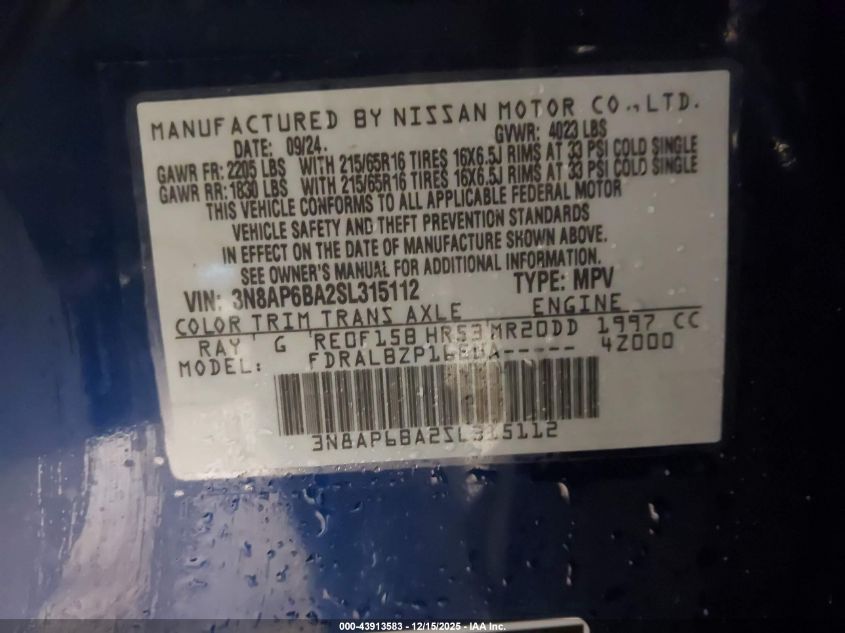 MANUFACTURED BY NISSAN MOTOR CO.,LTD.
DATE: 09/24. GVWR: 4023 LBS
GAWR FR: 2205 LBS WITH 215/65R16 TIRES 16X6.5J RIMS AT 33 PSI COLD SINGLE
GAWR RR: 1830 LBS WITH 215/65R16 TIRES 16X6.5J RIMS AT 33 PSI COLD SINGLE
THIS VEHICLE CONFORMS TO ALL APPLICABLE FEDERAL MOTOR
VEHICLE SAFETY AND THEFT PREVENTION STANDARDS
IN EFFECT ON THE DATE OF MANUFACTURE SHOWN ABOVE.
SEE OWNER'S MANUAL FOR ADDITIONAL INFORMATION.
VIN: 3N8AP6BA2SL315112 TYPE: MPV
COLOR TRIM TRANS AXLE ENGINE
RAY G RE0F15B HR53 MR20DD 1997 CC
MODEL: 4Z000
3N8AP6BA2SL315112
000-43913583 - 12/15/2025 - IAA Inc.